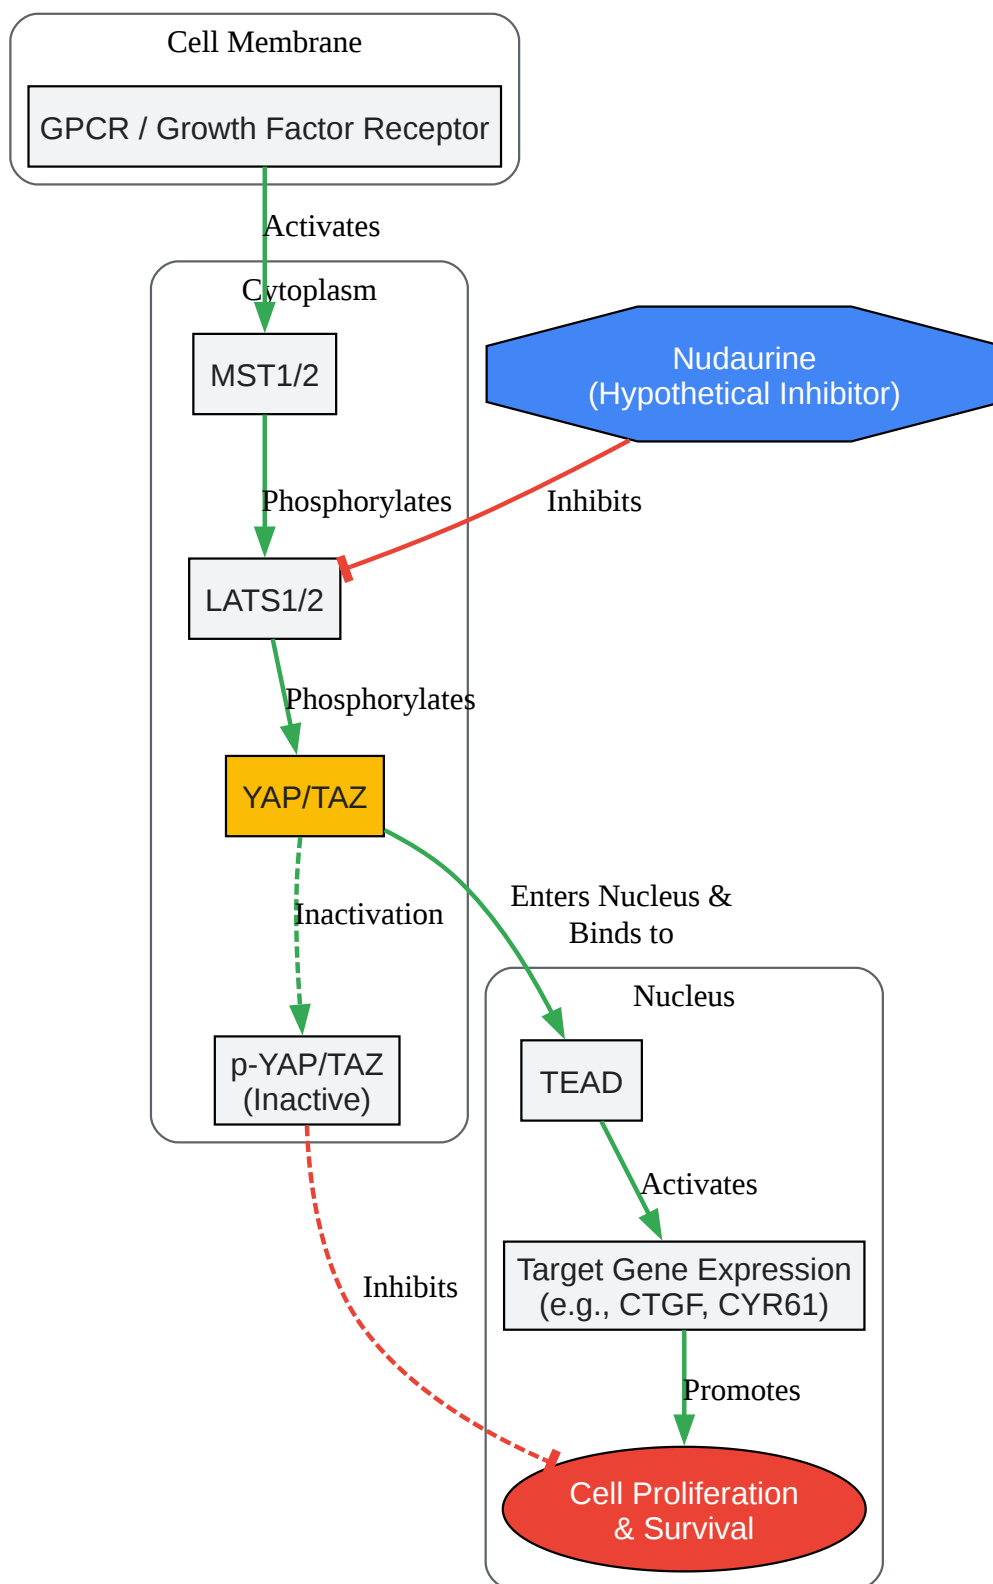 Cell Membrane
GPCR / Growth Factor Receptor
Activates
Cytoplasm
MST1/2
Nudaurine
(Hypothetical Inhibitor)
Phosphorylates
Inhibits
LATS1/2
Phosphorylates
YAP/TAZ
Enters Nucleus &
Binds to
Inactivation
Nucleus
p-YAP/TAZ
(Inactive)
TEAD
Activates
Target Gene Expression
(e.g., CTGF, CYR61)
Inhibits
Promotes
Cell Proliferation
& Survival